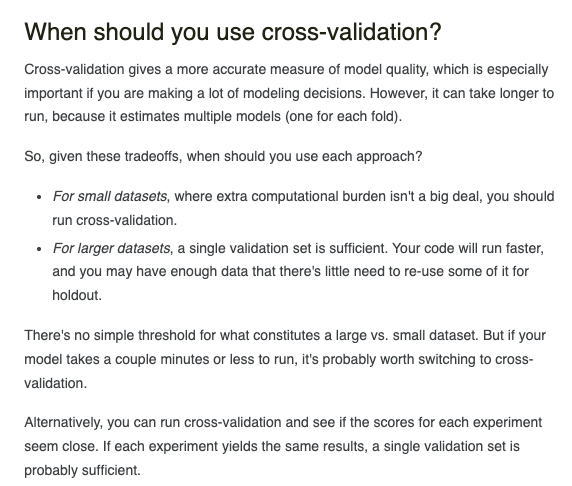 When should you use cross-validation?
Cross-validation gives a more accurate measure of model quality, which is especially
important if you are making a lot of modeling decisions. However, it can take longer to
run, because it estimates multiple models (one for each fold).
So, given these tradeoffs, when should you use each approach?
• For small datasets, where extra computational burden isn't a big deal, you should
run cross-validation.
• For larger datasets, a single validation set is sufficient. Your code will run faster,
and you may have enough data that there's little need to re-use some of it for
holdout.
There's no simple threshold for what constitutes a large vs. small dataset. But if your
model takes a couple minutes or less to run, it's probably worth switching to cross-
validation.
Alternatively, you can run cross-validation and see if the scores for each experiment
seem close. If each experiment yields the same results, a single validation set is
probably sufficient.